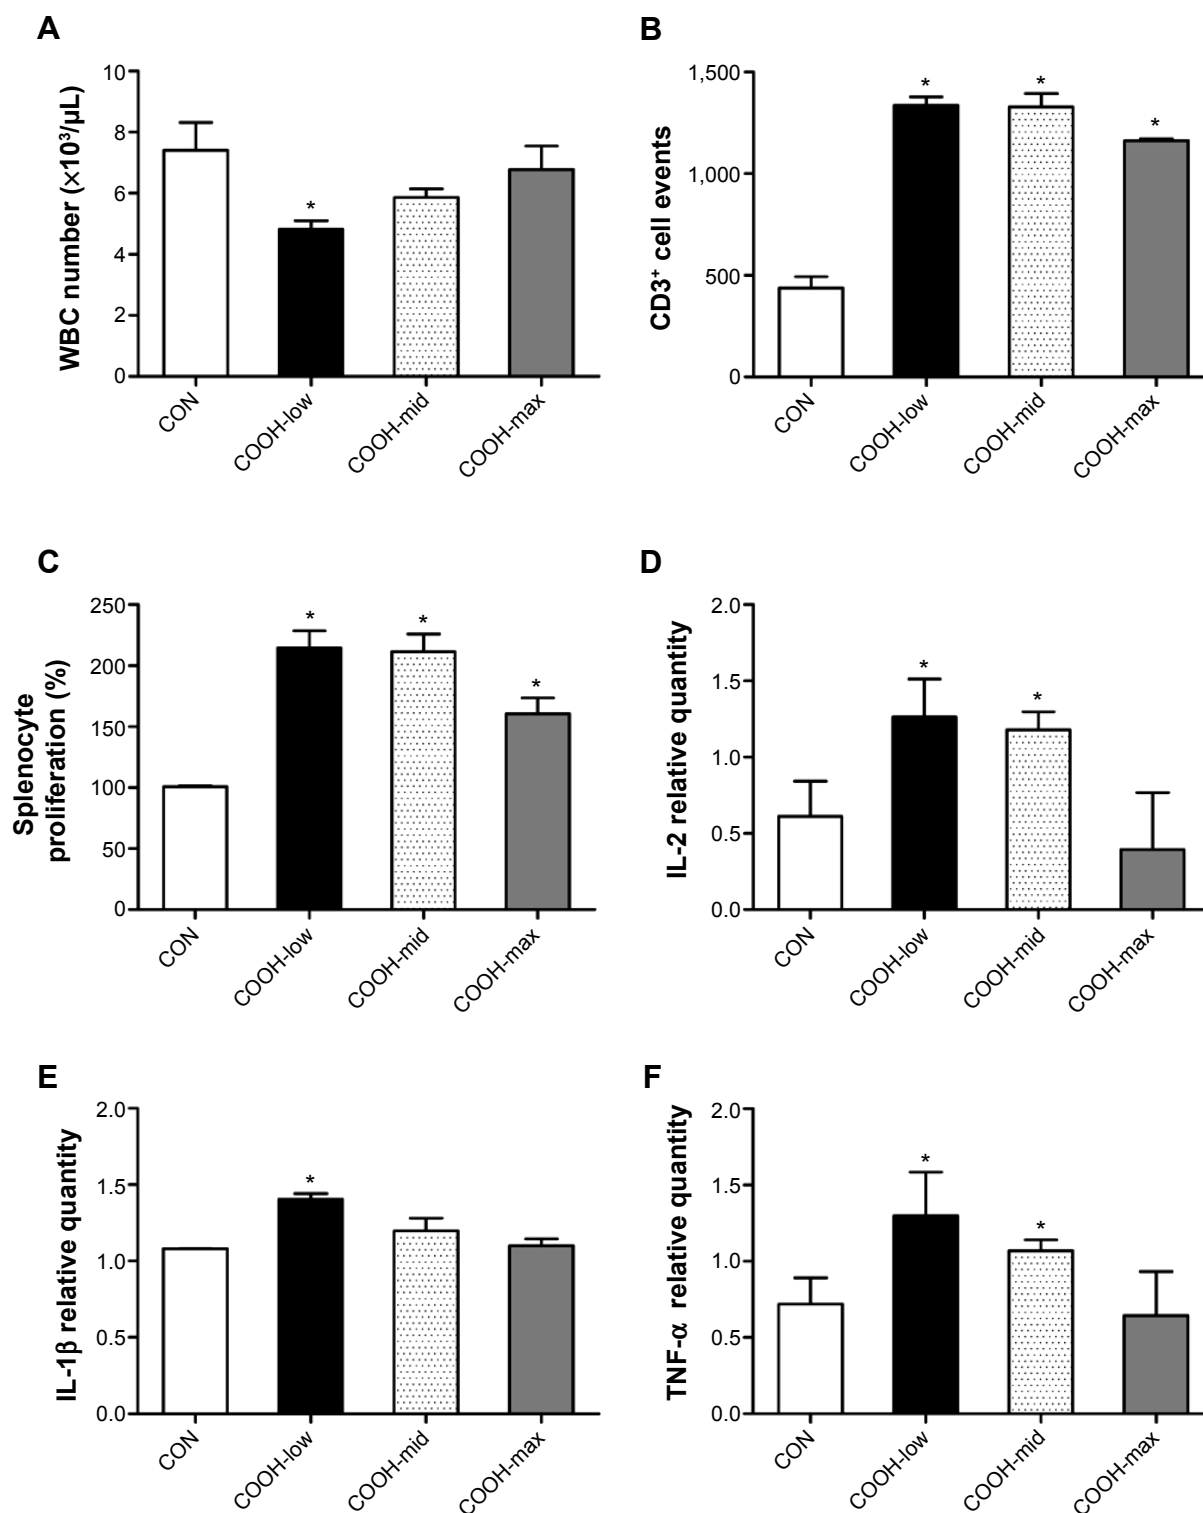 A
WBC number (×10³/µL)
10
8
6
4
2
0
*
CON
COOH-low
COOH-mid
COOH-max
B
CD3⁺ cell events
1,500
1,000
500
0
*
*
*
CON
COOH-low
COOH-mid
COOH-max
C
Splenocyte
proliferation (%)
250
200
150
100
50
0
*
*
*
CON
COOH-low
COOH-mid
COOH-max
D
IL-2 relative quantity
2.0
1.5
1.0
0.5
0.0
*
*
CON
COOH-low
COOH-mid
COOH-max
E
IL-1β relative quantity
2.0
1.5
1.0
0.5
0.0
*
CON
COOH-low
COOH-mid
COOH-max
F
TNF-α relative quantity
2.0
1.5
1.0
0.5
0.0
*
*
CON
COOH-low
COOH-mid
COOH-max